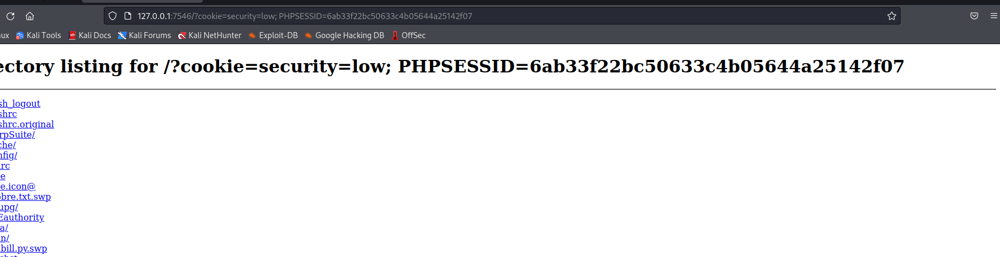 127.0.0.1:7546/?cookie=security=low; PHPSESSID=6ab33f22bc50633c4b05644a25142f07
ux Kali Tools Kali Docs Kali Forums Kali NetHunter Exploit-DB Google Hacking DB OffSec
ectory listing for /?cookie=security=low; PHPSESSID=6ab33f22bc50633c4b05644a25142f07
sh_logout
shrc
shrc.original
rpSuite/
che/
nfig/
rc
e
e.icon@
bre.txt.swp
upg/
Eauthority
a/
n/
bill.py.swp